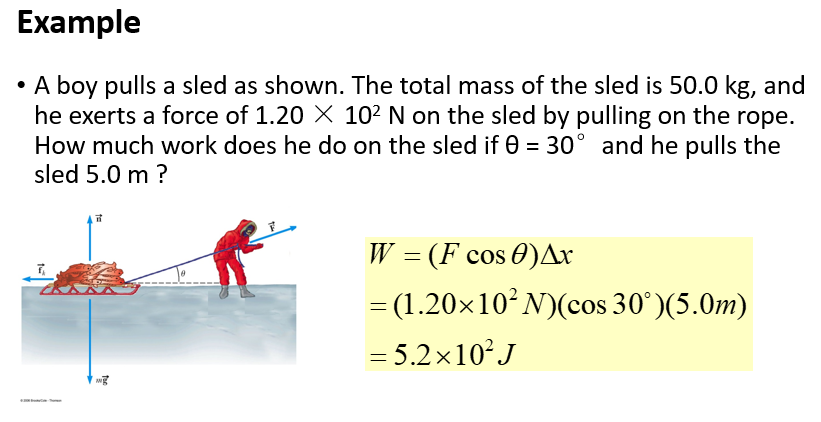 Example
• A boy pulls a sled as shown. The total mass of the sled is 50.0 kg, and
he exerts a force of 1.20 × 10² N on the sled by pulling on the rope.
How much work does he do on the sled if θ = 30° and he pulls the
sled 5.0 m ?
n⃗
F⃗
f⃗ₖ
θ
mg⃗
W = (F cos θ)Δx
= (1.20×10² N)(cos 30°)(5.0m)
= 5.2×10² J